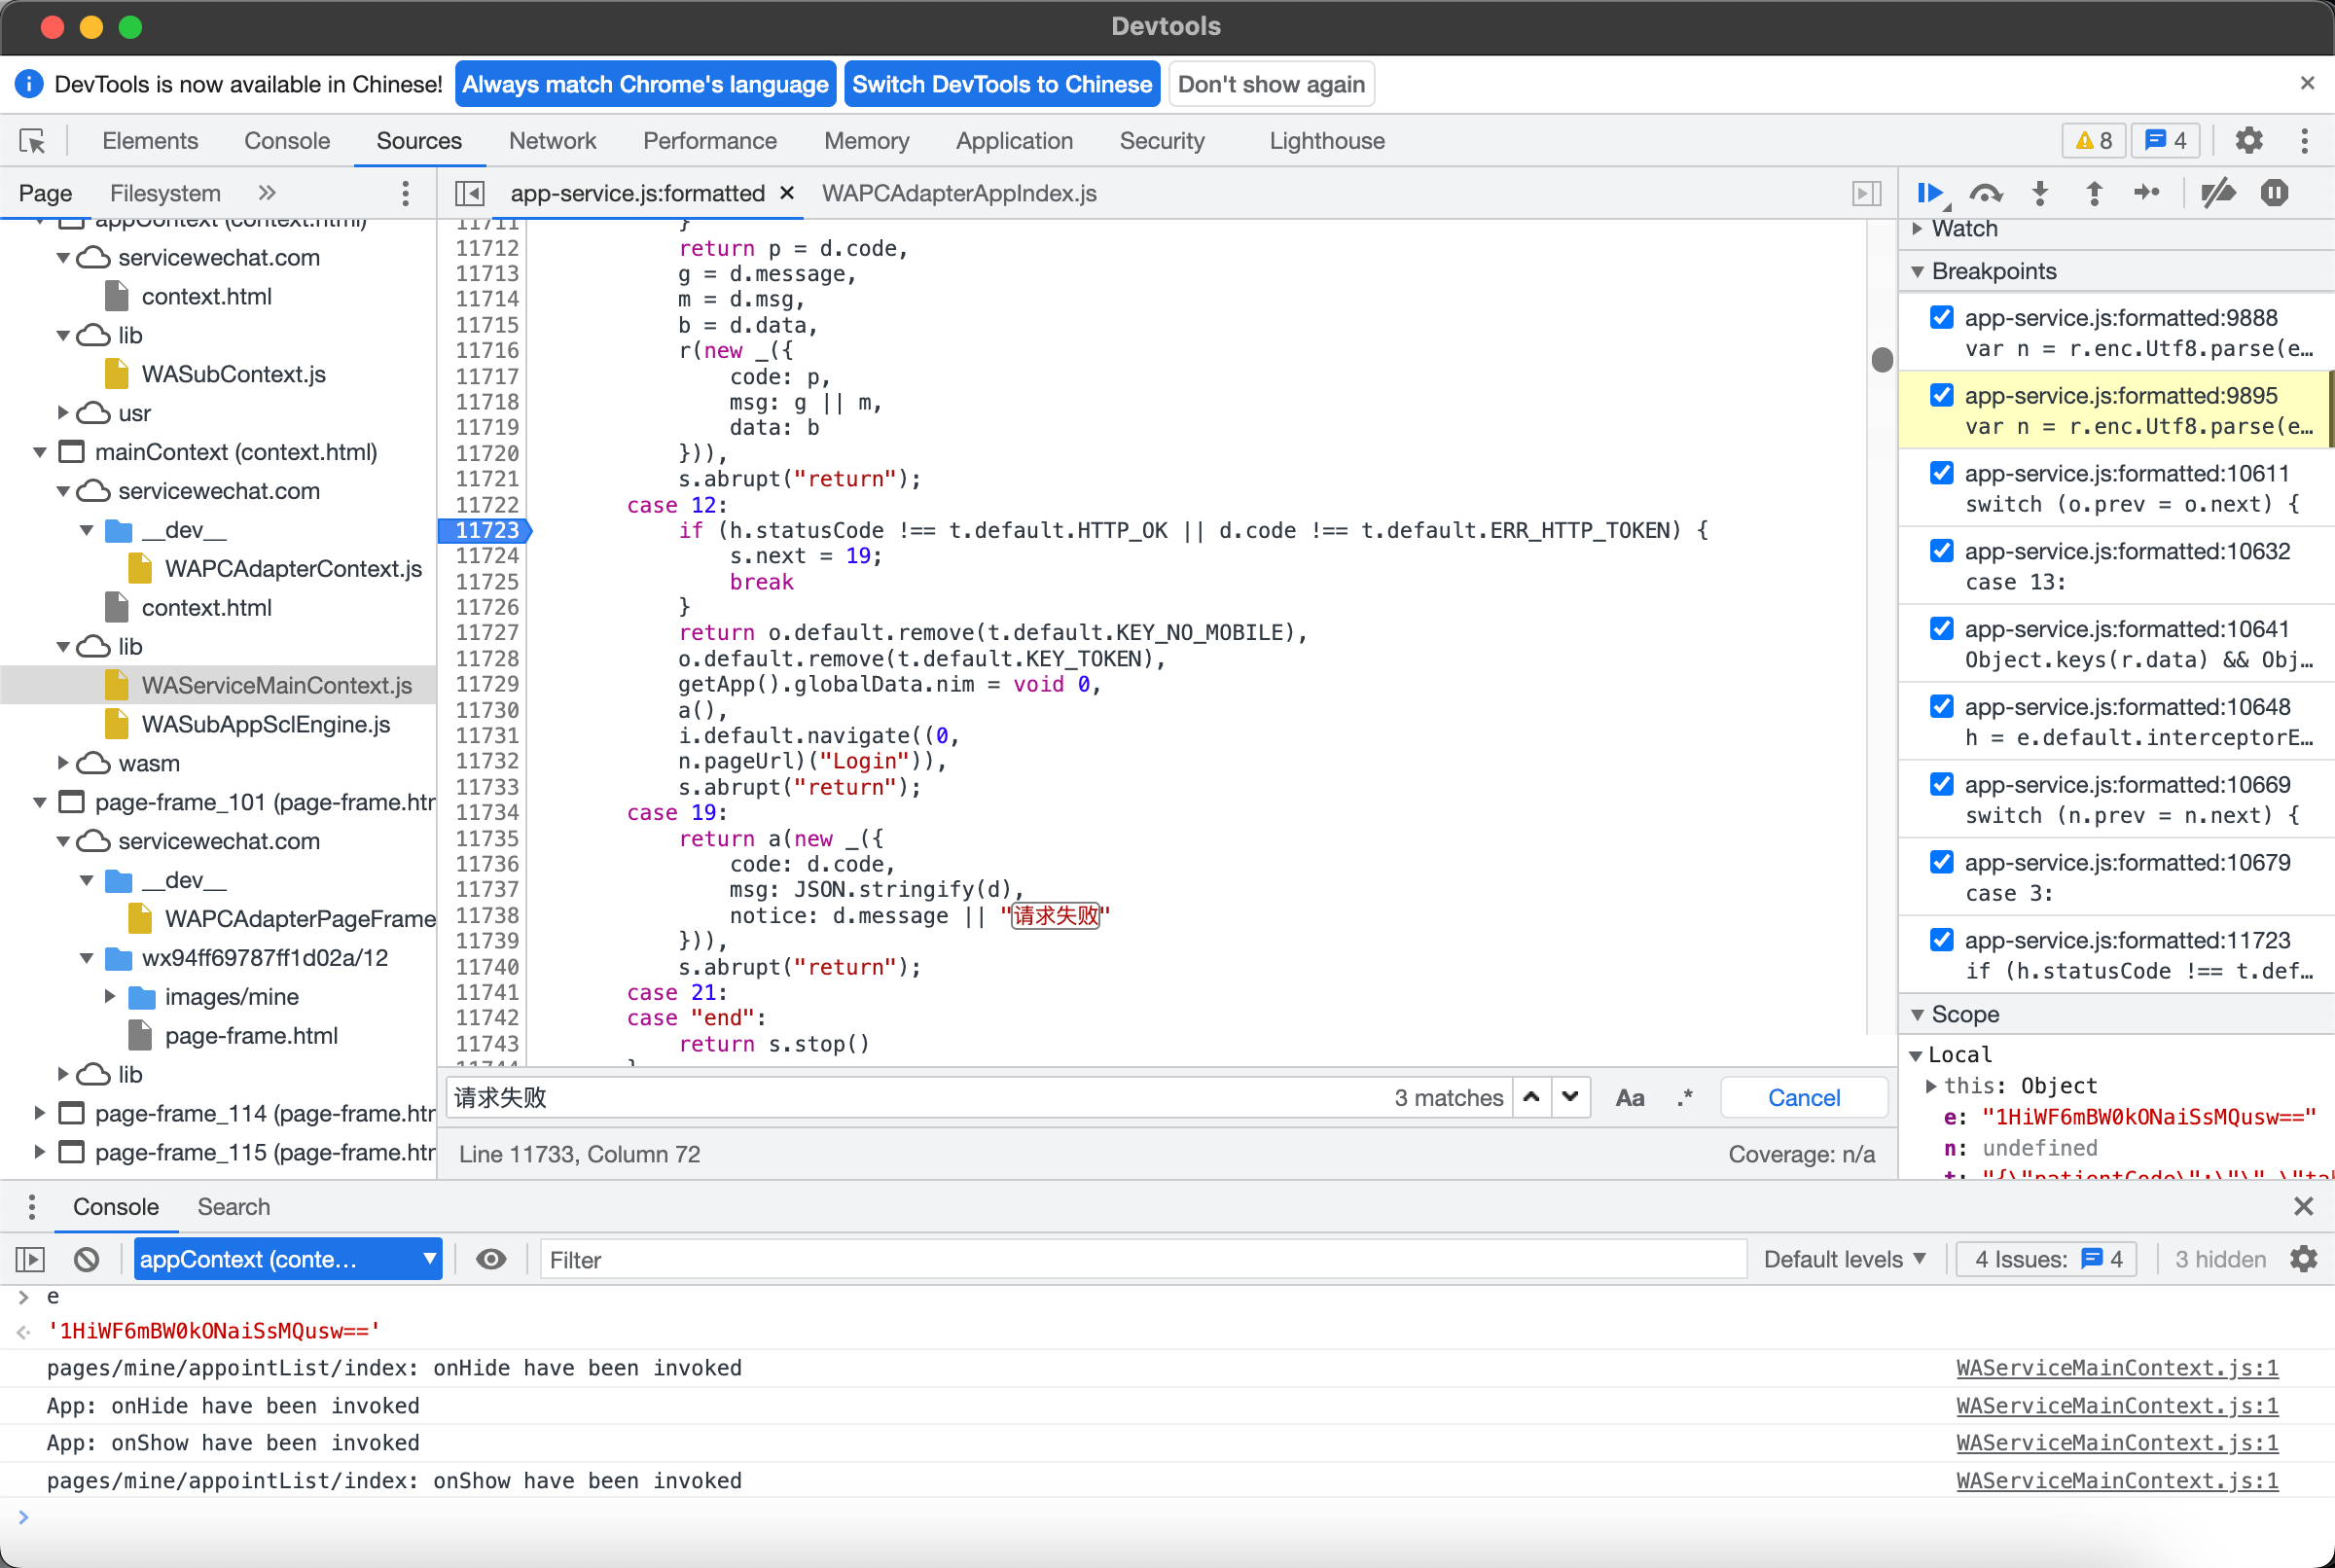 Devtools
DevTools is now available in Chinese! Always match Chrome's language Switch DevTools to Chinese Don't show again
Elements Console Sources Network Performance Memory Application Security Lighthouse 8 4
Page Filesystem
app-service.js:formatted WAPCAdapterAppIndex.js
appContext (context.html)
servicewechat.com
context.html
lib
WASubContext.js
usr
mainContext (context.html)
servicewechat.com
__dev__
WAPCAdapterContext.js
context.html
lib
WAServiceMainContext.js
WASubAppSclEngine.js
wasm
page-frame_101 (page-frame.htr
servicewechat.com
__dev__
WAPCAdapterPageFrame
wx94ff69787ff1d02a/12
images/mine
page-frame.html
lib
page-frame_114 (page-frame.htr
page-frame_115 (page-frame.htr
11711 }
11712 return p = d.code,
11713 g = d.message,
11714 m = d.msg,
11715 b = d.data,
11716 r(new _({
11717 code: p,
11718 msg: g || m,
11719 data: b
11720 })),
11721 s.abrupt("return");
11722 case 12:
11723 if (h.statusCode !== t.default.HTTP_OK || d.code !== t.default.ERR_HTTP_TOKEN) {
11724 s.next = 19;
11725 break
11726 }
11727 return o.default.remove(t.default.KEY_NO_MOBILE),
11728 o.default.remove(t.default.KEY_TOKEN),
11729 getApp().globalData.nim = void 0,
11730 a(),
11731 i.default.navigate((0,
11732 n.pageUrl)("Login")),
11733 s.abrupt("return");
11734 case 19:
11735 return a(new _({
11736 code: d.code,
11737 msg: JSON.stringify(d),
11738 notice: d.message || "请求失败"
11739 })),
11740 s.abrupt("return");
11741 case 21:
11742 case "end":
11743 return s.stop()
11744 }
请求失败 3 matches Aa .* Cancel
Line 11733, Column 72 Coverage: n/a
Watch
Breakpoints
app-service.js:formatted:9888
var n = r.enc.Utf8.parse(e…
app-service.js:formatted:9895
var n = r.enc.Utf8.parse(e…
app-service.js:formatted:10611
switch (o.prev = o.next) {
app-service.js:formatted:10632
case 13:
app-service.js:formatted:10641
Object.keys(r.data) && Obj…
app-service.js:formatted:10648
h = e.default.interceptorE…
app-service.js:formatted:10669
switch (n.prev = n.next) {
app-service.js:formatted:10679
case 3:
app-service.js:formatted:11723
if (h.statusCode !== t.def…
Scope
Local
this: Object
e: "1HiWF6mBW0kONaiSsMQusw=="
n: undefined
t: "{\"patientCode\":\"\",\"tal
Console Search
appContext (conte… Filter Default levels 4 Issues: 4 3 hidden
e
'1HiWF6mBW0kONaiSsMQusw=='
pages/mine/appointList/index: onHide have been invoked WAServiceMainContext.js:1
App: onHide have been invoked WAServiceMainContext.js:1
App: onShow have been invoked WAServiceMainContext.js:1
pages/mine/appointList/index: onShow have been invoked WAServiceMainContext.js:1